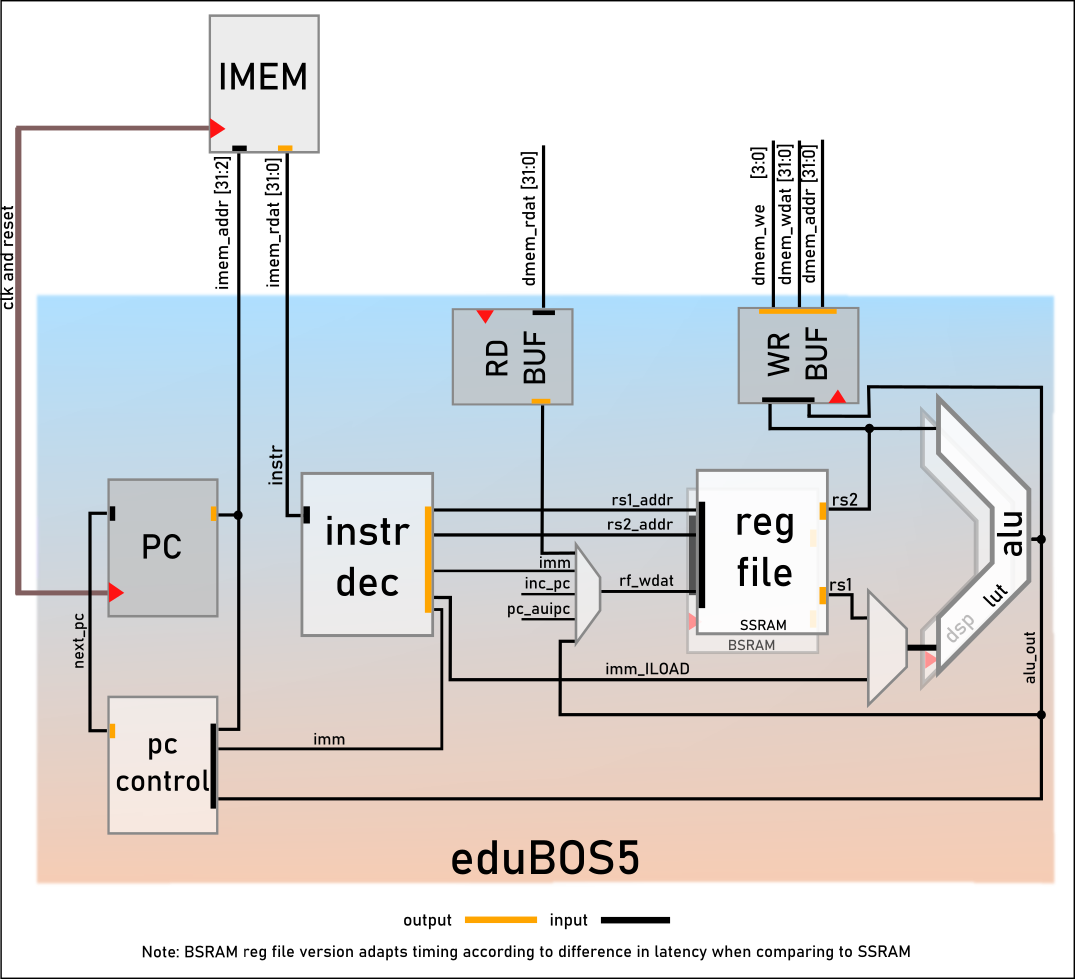 IMEM
clk and reset
imem_addr [31:2]
imem_rdat [31:0]
dmem_rdat [31:0]
dmem_we [3:0]
dmem_wdat [31:0]
dmem_addr [31:0]
RD
BUF
WR
BUF
instr
PC
instr
dec
rs1_addr
rs2_addr
imm
inc_pc
pc_auipc
rf_wdat
reg
file
SSRAM
BSRAM
rs2
rs1
alu
lut
dsp
next_pc
imm_ILOAD
alu_out
pc
control
imm
eduBOS5
output
input
Note: BSRAM reg file version adapts timing according to difference in latency when comparing to SSRAM